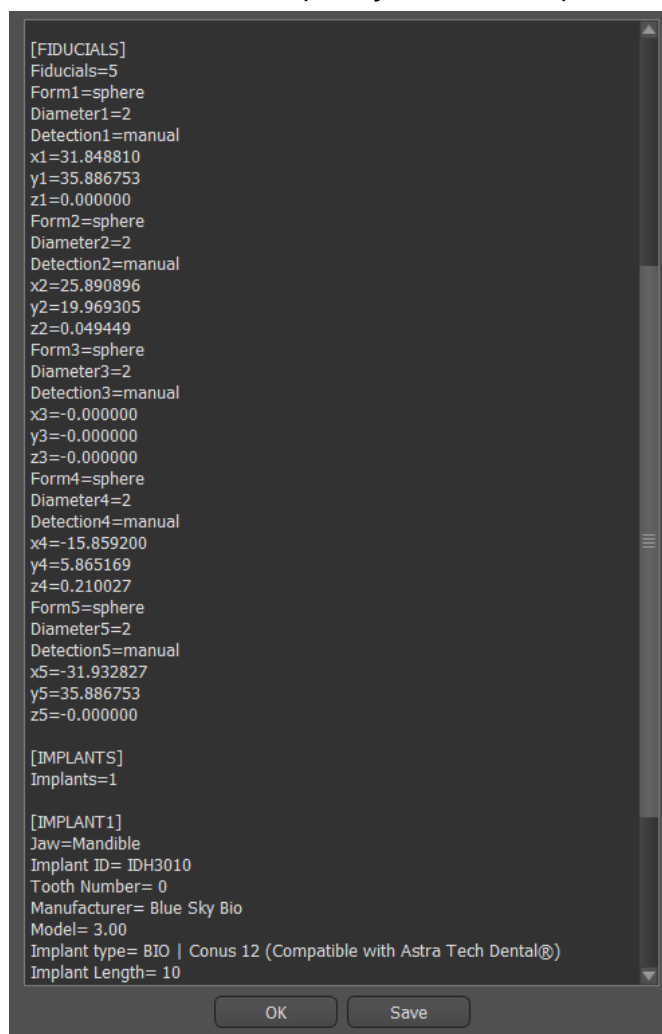 [FIDUCIALS]
Fiducials=5
Form1=sphere
Diameter1=2
Detection1=manual
x1=31.848810
y1=35.886753
z1=0.000000
Form2=sphere
Diameter2=2
Detection2=manual
x2=25.890896
y2=19.969305
z2=0.049449
Form3=sphere
Diameter3=2
Detection3=manual
x3=-0.000000
y3=-0.000000
z3=-0.000000
Form4=sphere
Diameter4=2
Detection4=manual
x4=-15.859200
y4=5.865169
z4=0.210027
Form5=sphere
Diameter5=2
Detection5=manual
x5=-31.932827
y5=35.886753
z5=-0.000000
[IMPLANTS]
Implants=1
[IMPLANT1]
Jaw=Mandible
Implant ID= IDH3010
Tooth Number= 0
Manufacturer= Blue Sky Bio
Model= 3.00
Implant type= BIO | Conus 12 (Compatible with Astra Tech Dental®)
Implant Length= 10
OK Save